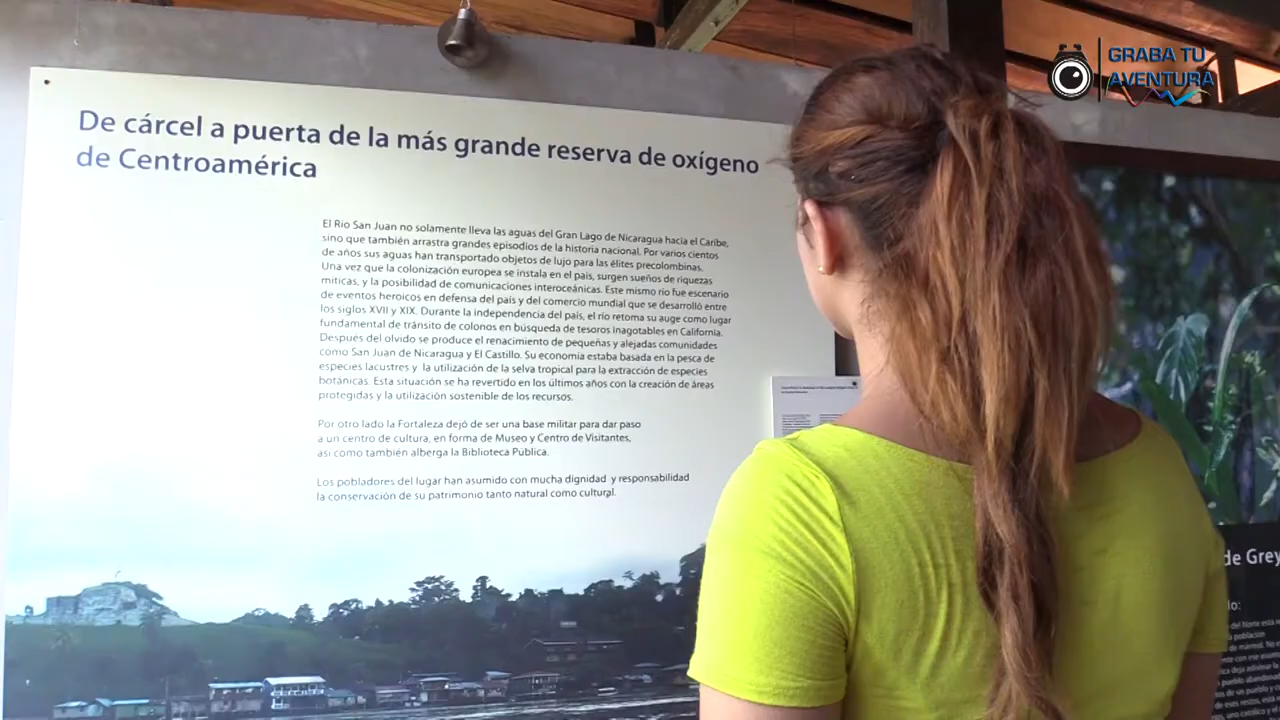 GRABA TU
AVENTURA
De cárcel a puerta de la más grande reserva de oxígeno
de Centroamérica
El Río San Juan no solamente lleva las aguas del Gran Lago de Nicaragua hacia el Caribe,
sino que también arrastra grandes episodios de la historia nacional. Por varios cientos
de años sus aguas han transportado objetos de lujo para las élites precolombinas.
Una vez que la colonización europea se instala en el país, surgen sueños de riquezas
míticas, y la posibilidad de comunicaciones interoceánicas. Este mismo río fue escenario
de eventos heroicos en defensa del país y del comercio mundial que se desarrolló entre
los siglos XVII y XIX. Durante la independencia del país, el río retoma su auge como lugar
fundamental de tránsito de colonos en búsqueda de tesoros inagotables en California.
Después del olvido se produce el renacimiento de pequeñas y alejadas comunidades
como San Juan de Nicaragua y El Castillo. Su economía estaba basada en la pesca de
especies lacustres y la utilización de la selva tropical para la extracción de especies
botánicas. Esta situación se ha revertido en los últimos años con la creación de áreas
protegidas y la utilización sostenible de los recursos.
Por otro lado la Fortaleza dejó de ser una base militar para dar paso
a un centro de cultura, en forma de Museo y Centro de Visitantes,
así como también alberga la Biblioteca Pública.
Los pobladores del lugar han asumido con mucha dignidad y responsabilidad
la conservación de su patrimonio tanto natural como cultural.
de Grey
lo:
del Norte está
población
de mármol. No